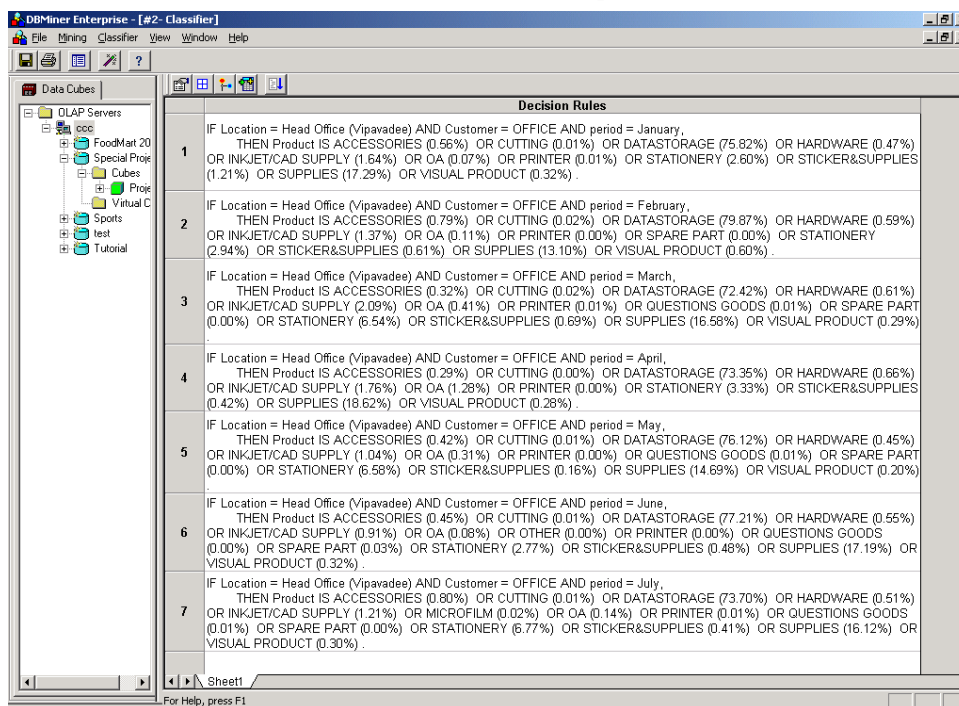 DBMiner Enterprise - [#2- Classifier]
File Mining Classifier View Window Help
Data Cubes
OLAP Servers
ccc
FoodMart 20
Special Proje
Cubes
Proje
Virtual C
Sports
test
Tutorial
Decision Rules
1
IF Location = Head Office (Vipavadee) AND Customer = OFFICE AND period = January,
THEN Product IS ACCESSORIES (0.56%) OR CUTTING (0.01%) OR DATASTORAGE (75.82%) OR HARDWARE (0.47%)
OR INKJET/CAD SUPPLY (1.64%) OR OA (0.07%) OR PRINTER (0.01%) OR STATIONERY (2.60%) OR STICKER&SUPPLIES
(1.21%) OR SUPPLIES (17.29%) OR VISUAL PRODUCT (0.32%) .
2
IF Location = Head Office (Vipavadee) AND Customer = OFFICE AND period = February,
THEN Product IS ACCESSORIES (0.79%) OR CUTTING (0.02%) OR DATASTORAGE (79.87%) OR HARDWARE (0.59%)
OR INKJET/CAD SUPPLY (1.37%) OR OA (0.11%) OR PRINTER (0.00%) OR SPARE PART (0.00%) OR STATIONERY
(2.94%) OR STICKER&SUPPLIES (0.61%) OR SUPPLIES (13.10%) OR VISUAL PRODUCT (0.60%) .
3
IF Location = Head Office (Vipavadee) AND Customer = OFFICE AND period = March,
THEN Product IS ACCESSORIES (0.32%) OR CUTTING (0.02%) OR DATASTORAGE (72.42%) OR HARDWARE (0.61%)
OR INKJET/CAD SUPPLY (2.09%) OR OA (0.41%) OR PRINTER (0.01%) OR QUESTIONS GOODS (0.01%) OR SPARE PART
(0.00%) OR STATIONERY (6.54%) OR STICKER&SUPPLIES (0.69%) OR SUPPLIES (16.58%) OR VISUAL PRODUCT (0.29%)
.
4
IF Location = Head Office (Vipavadee) AND Customer = OFFICE AND period = April,
THEN Product IS ACCESSORIES (0.29%) OR CUTTING (0.00%) OR DATASTORAGE (73.35%) OR HARDWARE (0.66%)
OR INKJET/CAD SUPPLY (1.76%) OR OA (1.28%) OR PRINTER (0.00%) OR STATIONERY (3.33%) OR STICKER&SUPPLIES
(0.42%) OR SUPPLIES (18.62%) OR VISUAL PRODUCT (0.28%) .
5
IF Location = Head Office (Vipavadee) AND Customer = OFFICE AND period = May,
THEN Product IS ACCESSORIES (0.42%) OR CUTTING (0.01%) OR DATASTORAGE (76.12%) OR HARDWARE (0.45%)
OR INKJET/CAD SUPPLY (1.04%) OR OA (0.31%) OR PRINTER (0.00%) OR QUESTIONS GOODS (0.01%) OR SPARE PART
(0.00%) OR STATIONERY (6.58%) OR STICKER&SUPPLIES (0.16%) OR SUPPLIES (14.69%) OR VISUAL PRODUCT (0.20%)
.
6
IF Location = Head Office (Vipavadee) AND Customer = OFFICE AND period = June,
THEN Product IS ACCESSORIES (0.45%) OR CUTTING (0.01%) OR DATASTORAGE (77.21%) OR HARDWARE (0.55%)
OR INKJET/CAD SUPPLY (0.91%) OR OA (0.08%) OR OTHER (0.00%) OR PRINTER (0.00%) OR QUESTIONS GOODS
(0.00%) OR SPARE PART (0.03%) OR STATIONERY (2.77%) OR STICKER&SUPPLIES (0.48%) OR SUPPLIES (17.19%) OR
VISUAL PRODUCT (0.32%) .
7
IF Location = Head Office (Vipavadee) AND Customer = OFFICE AND period = July,
THEN Product IS ACCESSORIES (0.80%) OR CUTTING (0.01%) OR DATASTORAGE (73.70%) OR HARDWARE (0.51%)
OR INKJET/CAD SUPPLY (1.21%) OR MICROFILM (0.02%) OR OA (0.14%) OR PRINTER (0.01%) OR QUESTIONS GOODS
(0.01%) OR SPARE PART (0.00%) OR STATIONERY (6.77%) OR STICKER&SUPPLIES (0.41%) OR SUPPLIES (16.12%) OR
VISUAL PRODUCT (0.30%) .
Sheet1
For Help, press F1